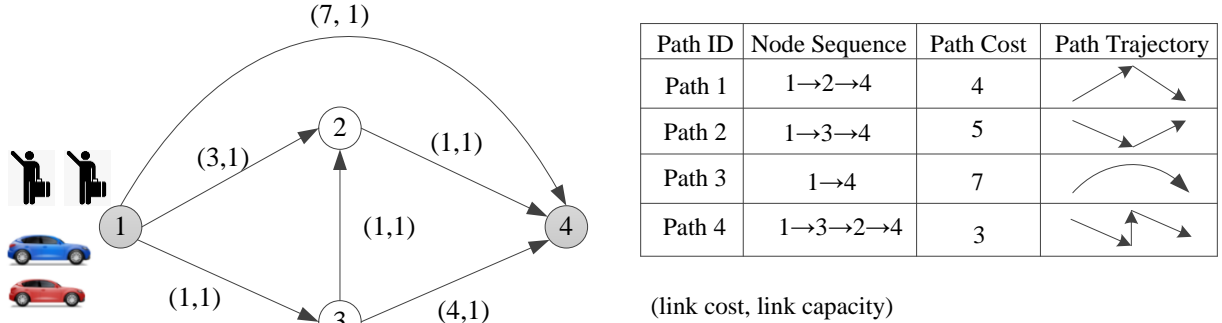 (7, 1)
2
(3,1)
(1,1)
1
(1,1)
4
(1,1)
(4,1)
3
Path ID Node Sequence Path Cost Path Trajectory
Path 1 1→2→4 4
Path 2 1→3→4 5
Path 3 1→4 7
Path 4 1→3→2→4 3
(link cost, link capacity)